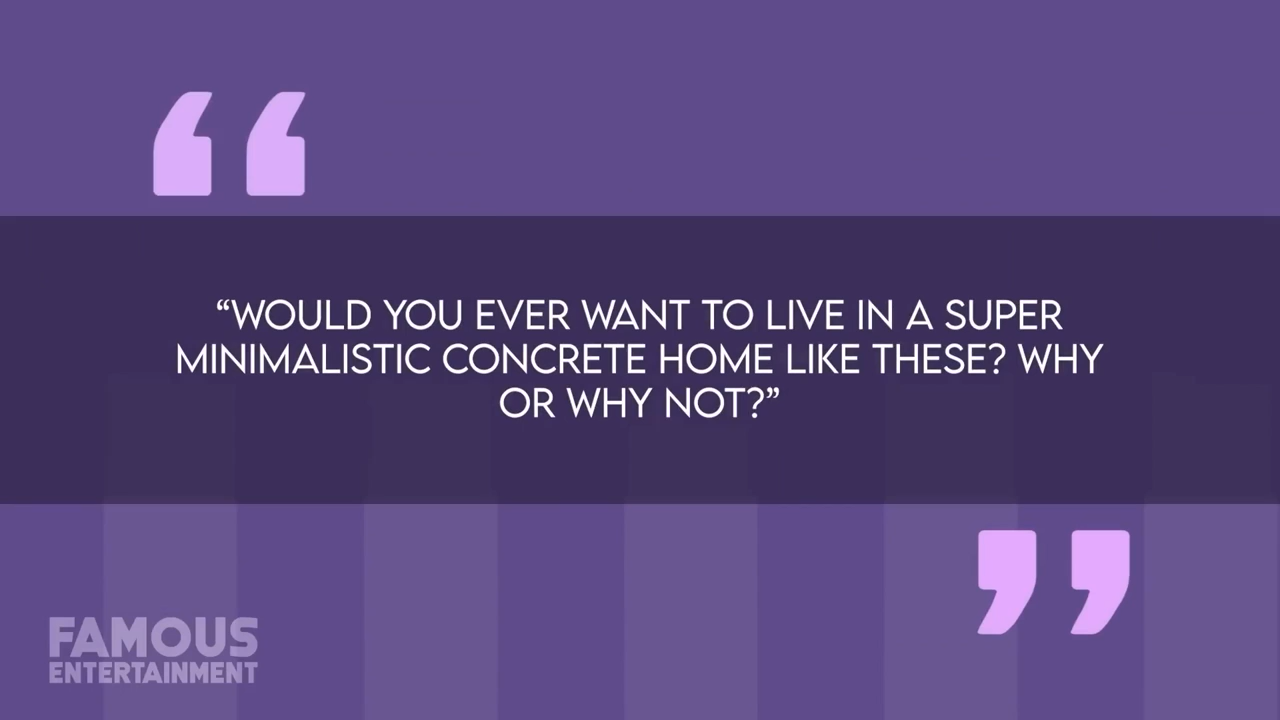 “WOULD YOU EVER WANT TO LIVE IN A SUPER
MINIMALISTIC CONCRETE HOME LIKE THESE? WHY
OR WHY NOT?”
FAMOUS
ENTERTAINMENT